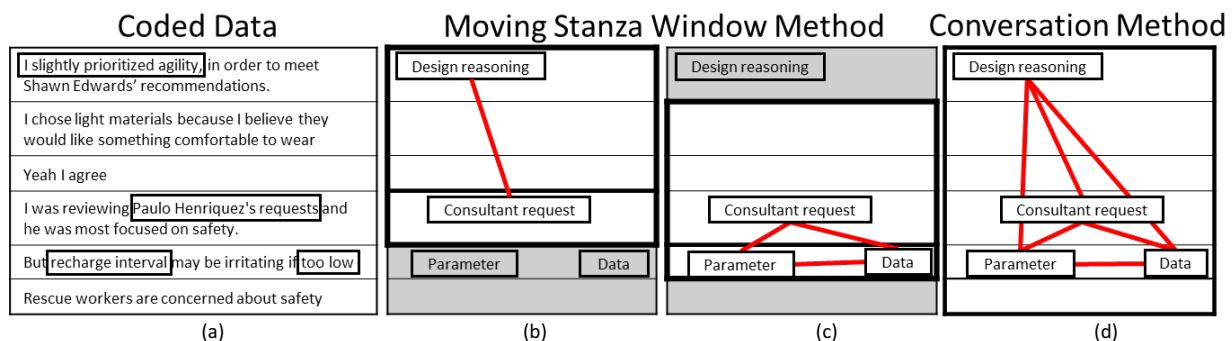 Coded Data
Moving Stanza Window Method
Conversation Method
I slightly prioritized agility, in order to meet
Shawn Edwards' recommendations.
I chose light materials because I believe they
would like something comfortable to wear
Yeah I agree
I was reviewing Paulo Henriquez's requests and
he was most focused on safety.
But recharge interval may be irritating if too low
Rescue workers are concerned about safety
(a)
Design reasoning
Consultant request
Parameter
Data
(b)
Design reasoning
Consultant request
Parameter
Data
(c)
Design reasoning
Consultant request
Parameter
Data
(d)